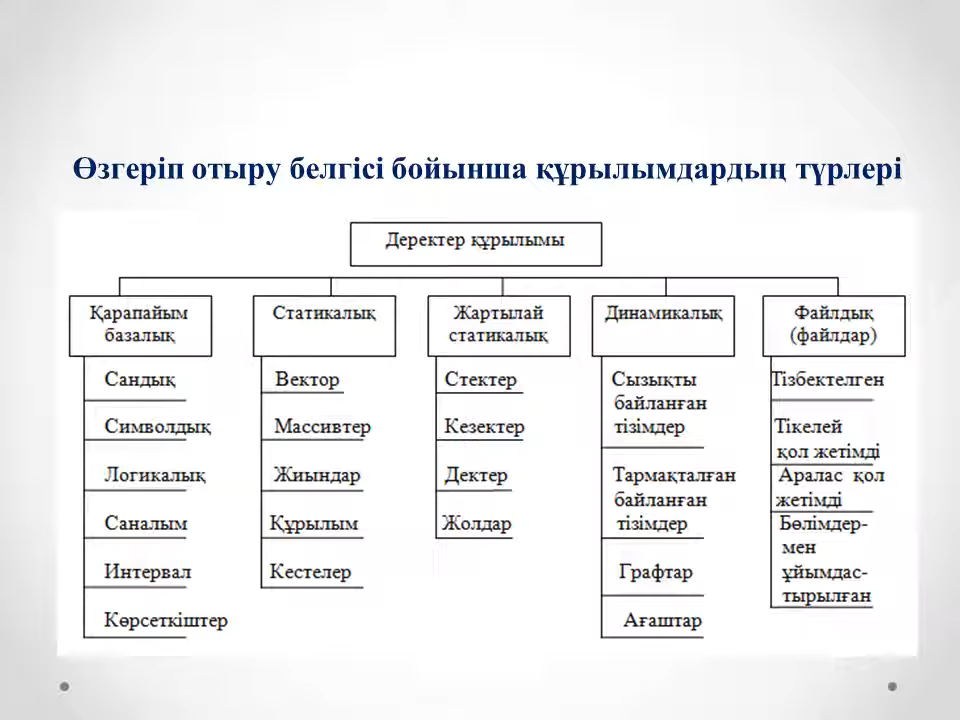 Өзгеріп отыру белгісі бойынша құрылымдардың түрлері
Деректер құрылымы
Қарапайым
базалық
Сандық
Символдық
Логикалық
Саналым
Интервал
Көрсеткіштер
Статикалық
Вектор
Массивтер
Жиындар
Құрылым
Кестелер
Жартылай
статикалық
Стектер
Кезектер
Дектер
Жолдар
Динамикалық
Сызықты
байланған
тізімдер
Тармақталған
байланған
тізімдер
Графтар
Ағаштар
Файлдық
(файлдар)
Тізбектелген
Тікелей
қол жетімді
Аралас қол
жетімді
Бөлімдер-
мен
ұйымдас-
тырылған